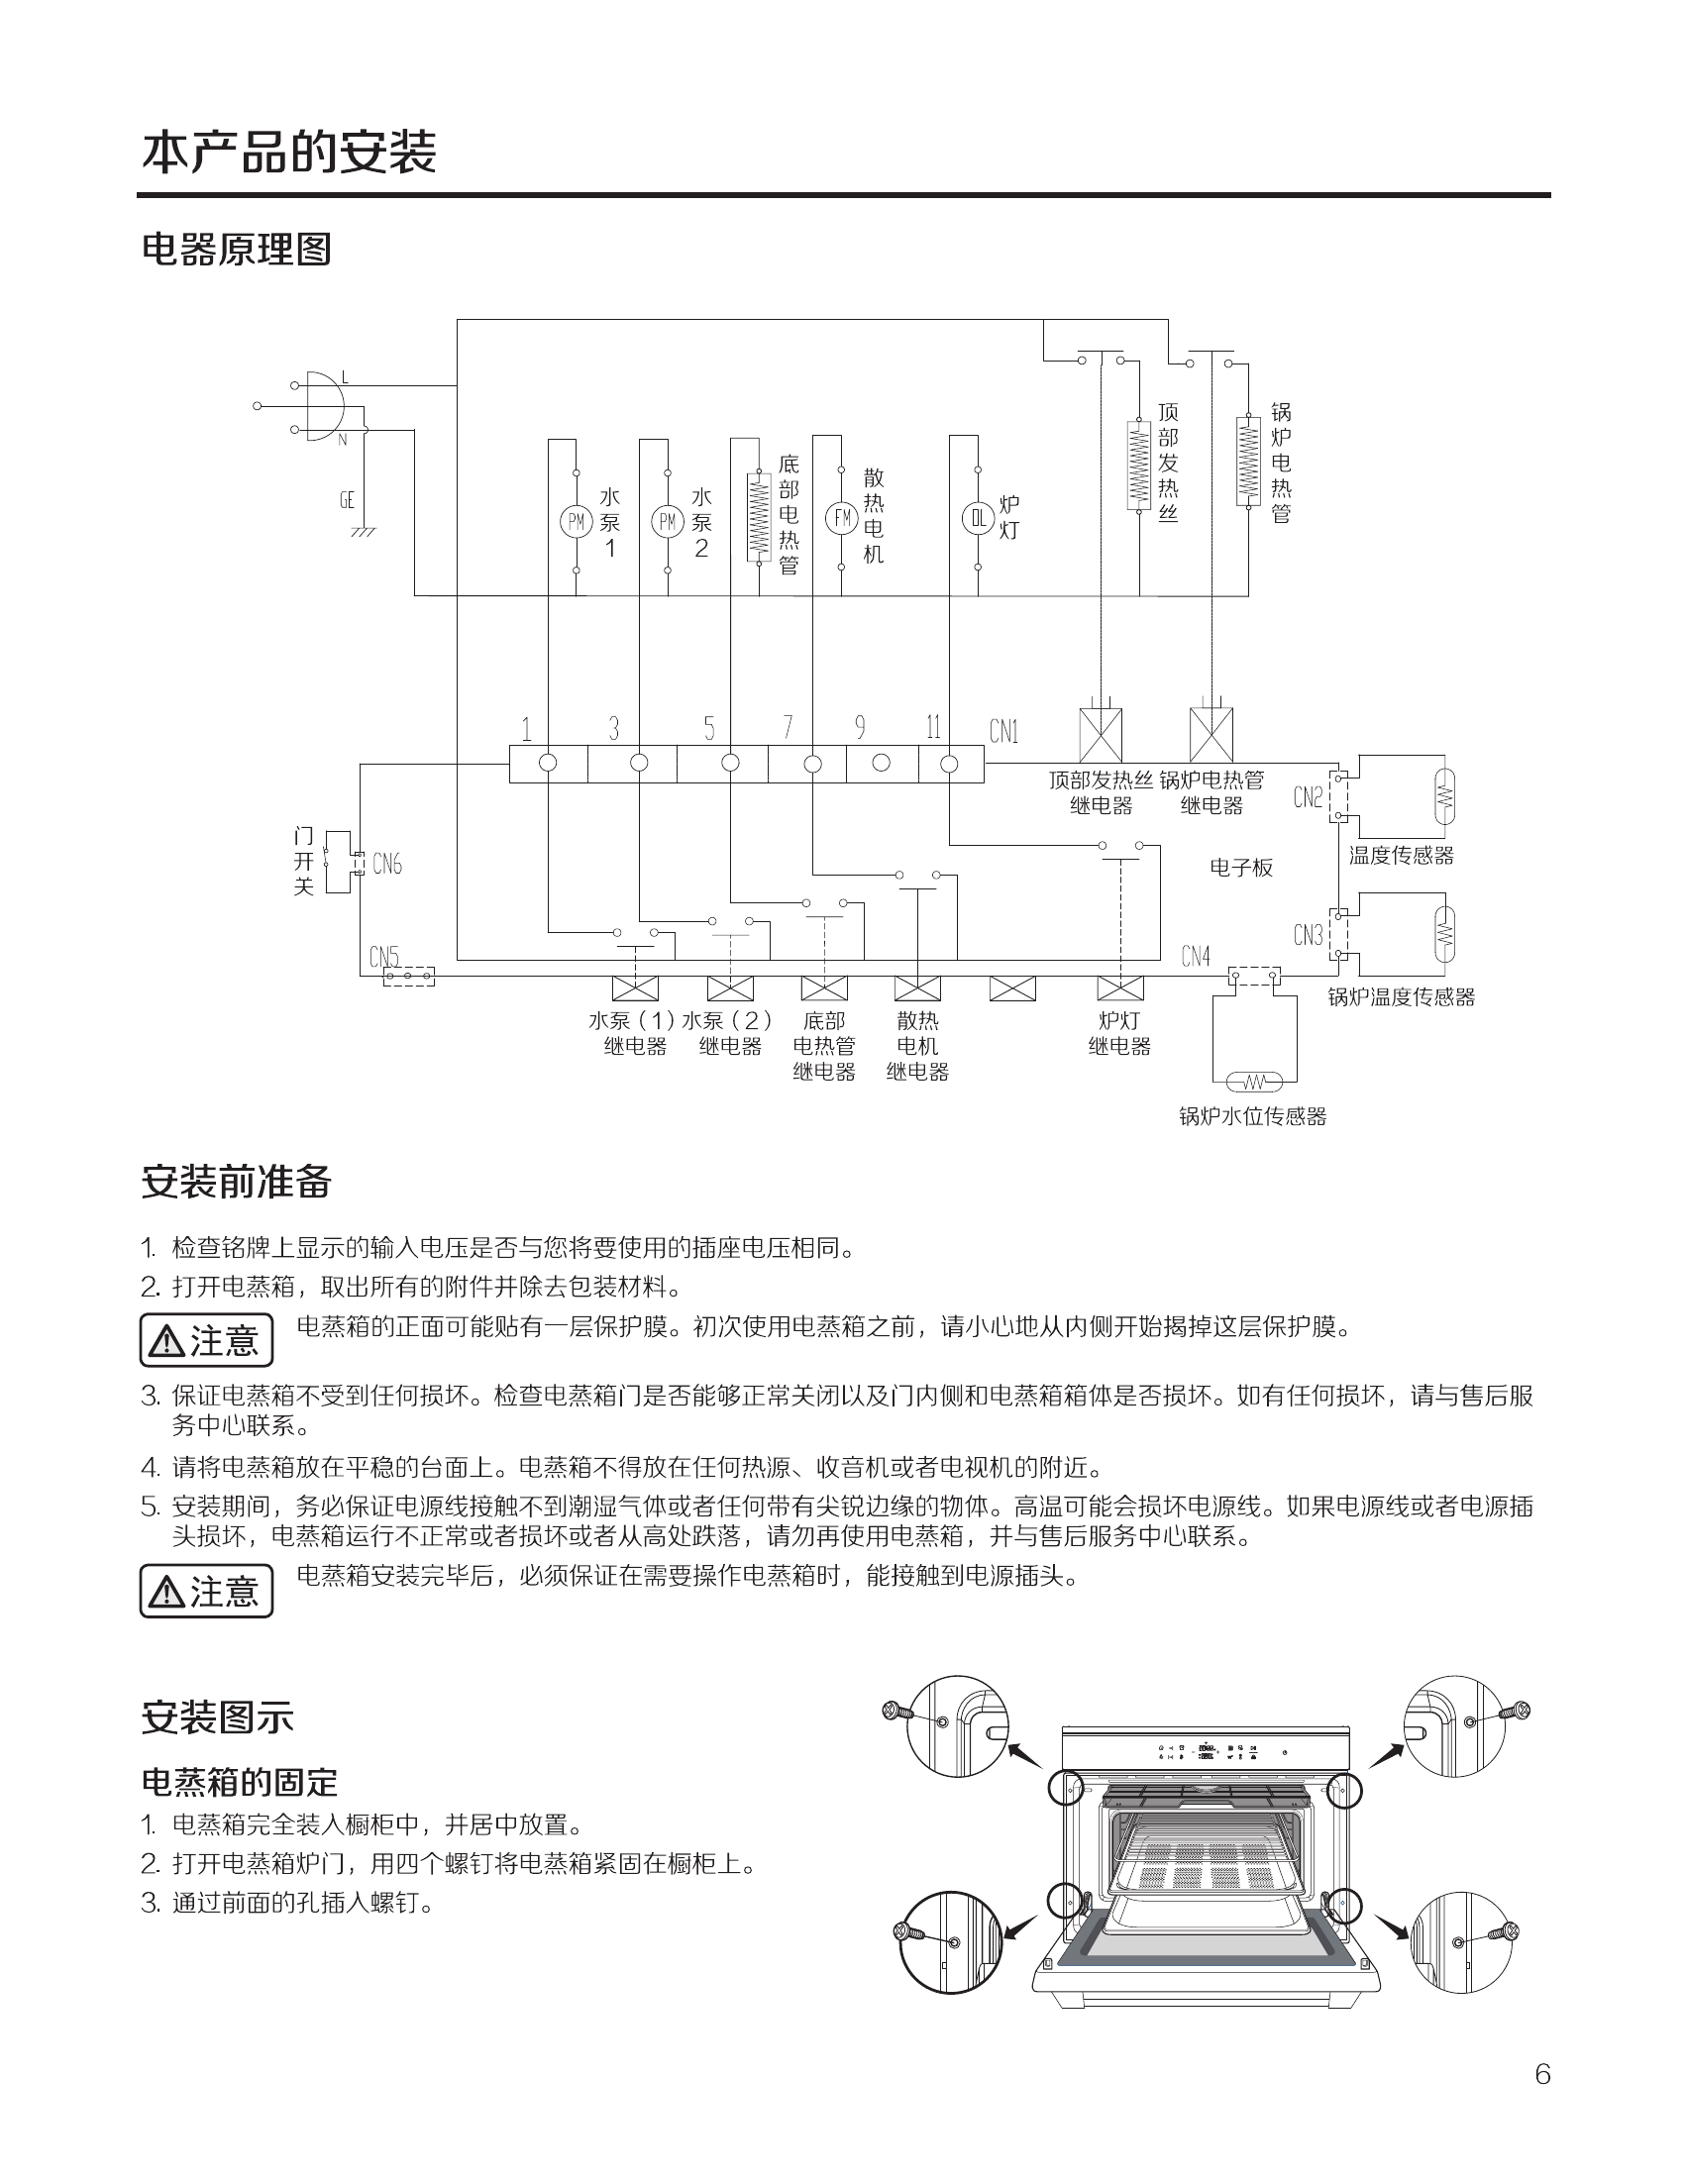 本产品的安装
电器原理图
L
N
GE
PM
水泵1
PM
水泵2
底部电热管
FM
散热电机
OL
炉灯
顶部发热丝
锅炉电热管
1 3 5 7 9 11 CN1
顶部发热丝
继电器
锅炉电热管
继电器
CN2
温度传感器
门开关
CN6
电子板
CN3
锅炉温度传感器
CN5
CN4
水泵（1）
继电器
水泵（2）
继电器
底部
电热管
继电器
散热
电机
继电器
炉灯
继电器
锅炉水位传感器
安装前准备
1. 检查铭牌上显示的输入电压是否与您将要使用的插座电压相同。
2. 打开电蒸箱，取出所有的附件并除去包装材料。
注意 电蒸箱的正面可能贴有一层保护膜。初次使用电蒸箱之前，请小心地从内侧开始揭掉这层保护膜。
3. 保证电蒸箱不受到任何损坏。检查电蒸箱门是否能够正常关闭以及门内侧和电蒸箱箱体是否损坏。如有任何损坏，请与售后服
务中心联系。
4. 请将电蒸箱放在平稳的台面上。电蒸箱不得放在任何热源、收音机或者电视机的附近。
5. 安装期间，务必保证电源线接触不到潮湿气体或者任何带有尖锐边缘的物体。高温可能会损坏电源线。如果电源线或者电源插
头损坏，电蒸箱运行不正常或者损坏或者从高处跌落，请勿再使用电蒸箱，并与售后服务中心联系。
注意 电蒸箱安装完毕后，必须保证在需要操作电蒸箱时，能接触到电源插头。
安装图示
电蒸箱的固定
1. 电蒸箱完全装入橱柜中，并居中放置。
2. 打开电蒸箱炉门，用四个螺钉将电蒸箱紧固在橱柜上。
3. 通过前面的孔插入螺钉。
6